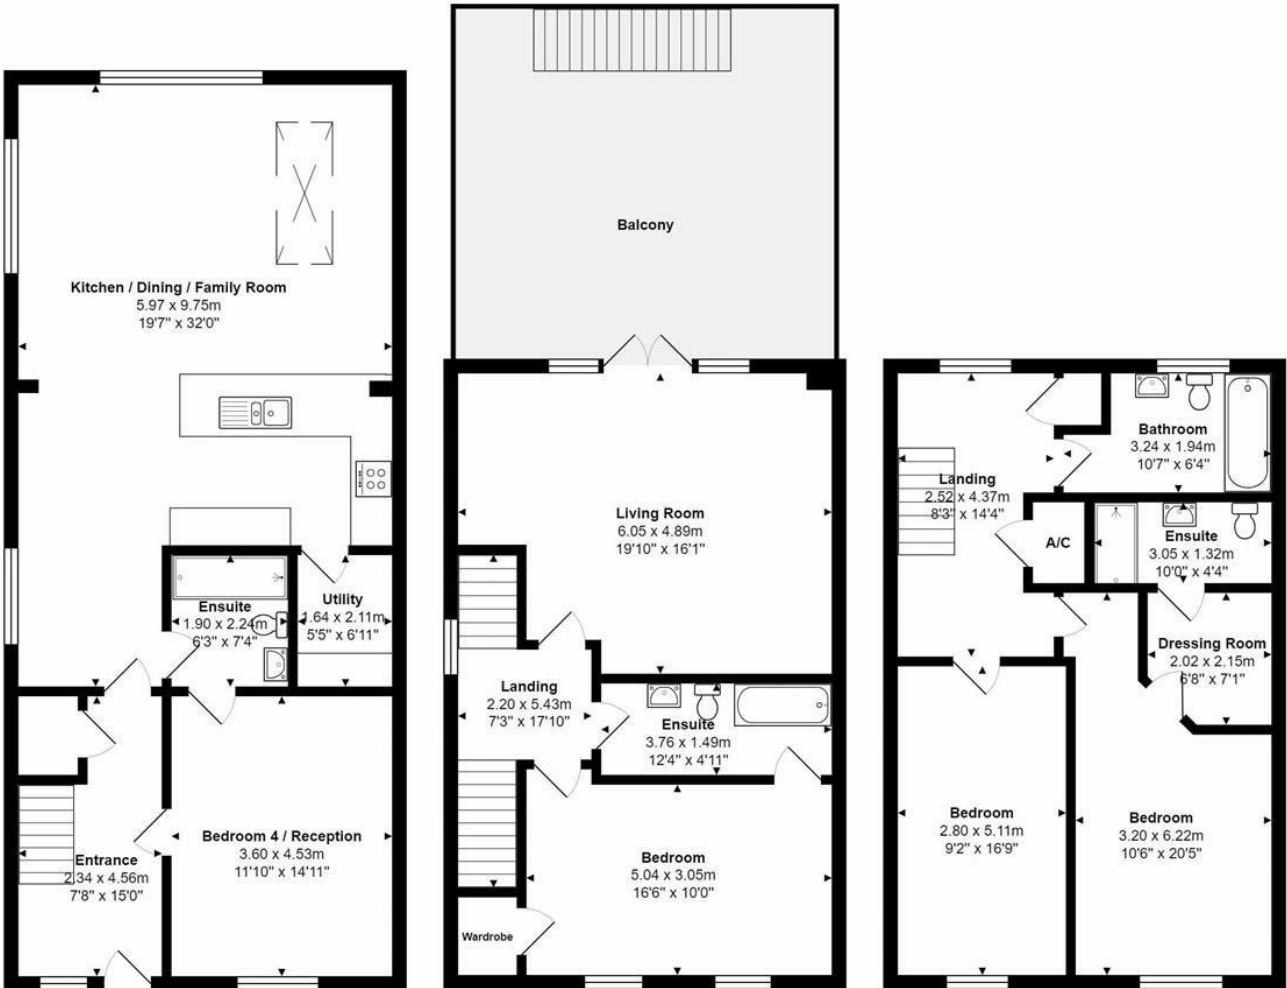 Kitchen / Dining / Family Room
5.97 x 9.75m
19'7" x 32'0"
Ensuite
1.90 x 2.24m
6'3" x 7'4"
Utility
1.64 x 2.11m
5'5" x 6'11"
Entrance
2.34 x 4.56m
7'8" x 15'0"
Bedroom 4 / Reception
3.60 x 4.53m
11'10" x 14'11"
Balcony
Living Room
6.05 x 4.89m
19'10" x 16'1"
Landing
2.20 x 5.43m
7'3" x 17'10"
Ensuite
3.76 x 1.49m
12'4" x 4'11"
Bedroom
5.04 x 3.05m
16'6" x 10'0"
Wardrobe
Bathroom
3.24 x 1.94m
10'7" x 6'4"
Landing
2.52 x 4.37m
8'3" x 14'4"
A/C
Ensuite
3.05 x 1.32m
10'0" x 4'4"
Dressing Room
2.02 x 2.15m
6'8" x 7'1"
Bedroom
2.80 x 5.11m
9'2" x 16'9"
Bedroom
3.20 x 6.22m
10'6" x 20'5"